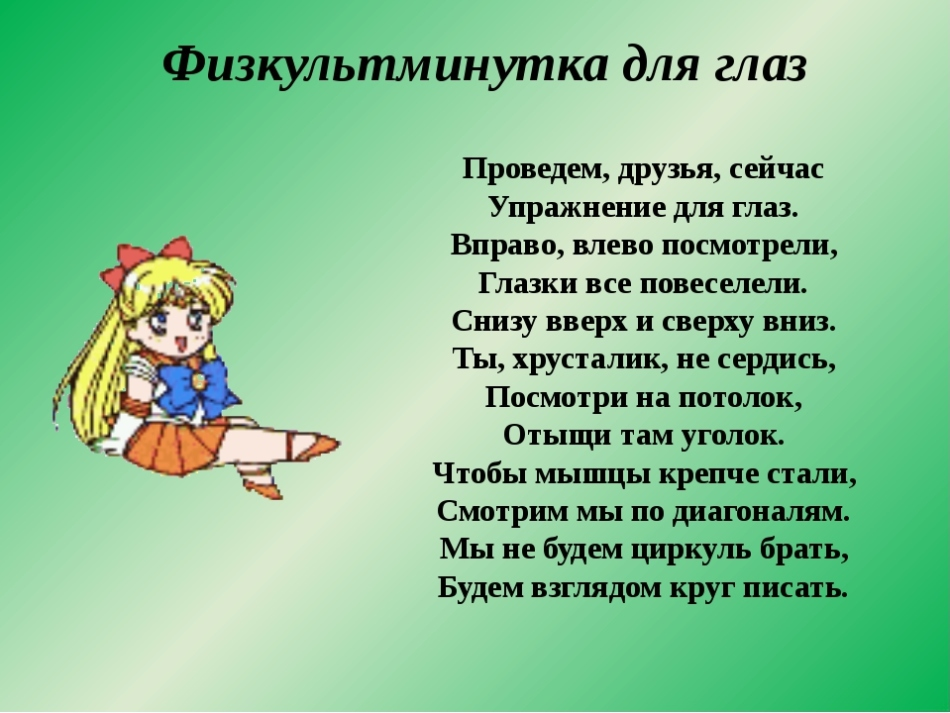 Физкультминутка для глаз
Проведем, друзья, сейчас
Упражнение для глаз.
Вправо, влево посмотрели,
Глазки все повеселели.
Снизу вверх и сверху вниз.
Ты, хрусталик, не сердись,
Посмотри на потолок,
Отыщи там уголок.
Чтобы мышцы крепче стали,
Смотрим мы по диагоналям.
Мы не будем циркуль брать,
Будем взглядом круг писать.